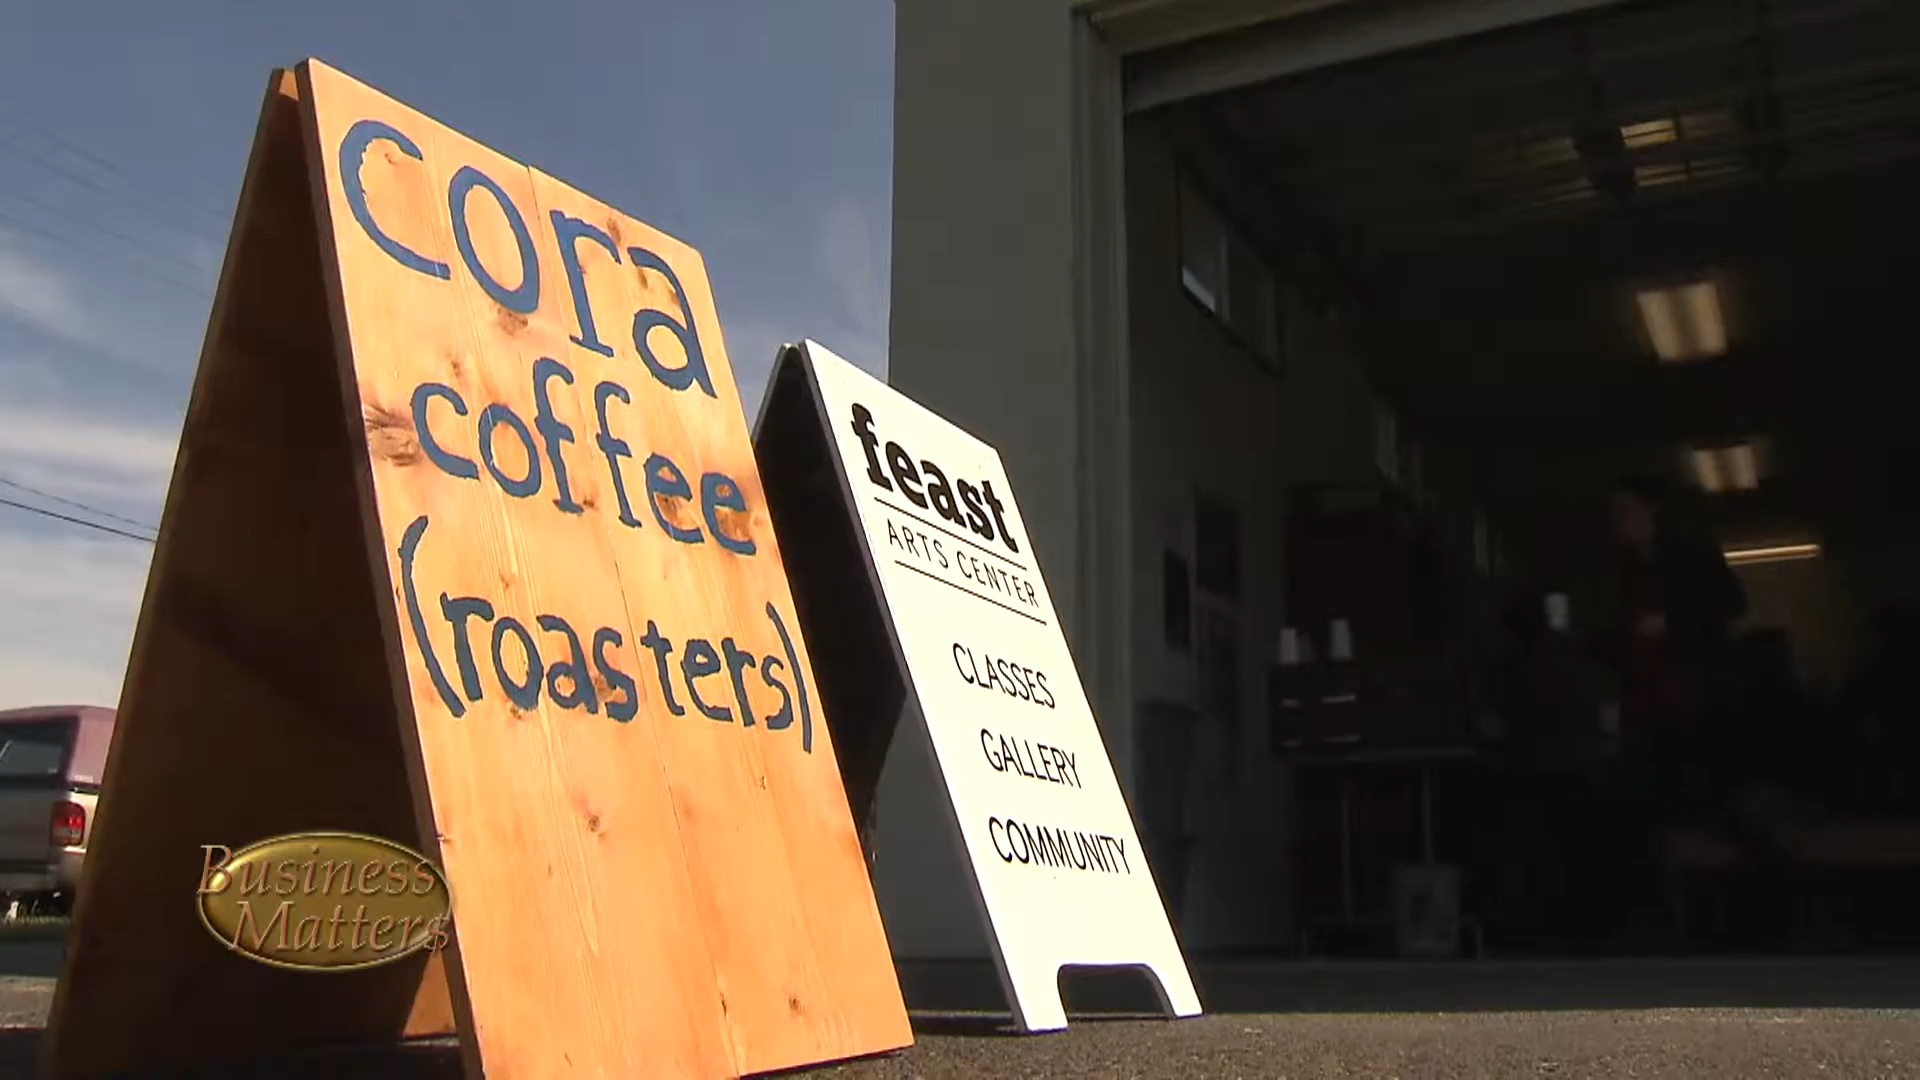 cora
coffee
(roasters)
feast
ARTS CENTER
CLASSES
GALLERY
COMMUNITY
Business
Matters